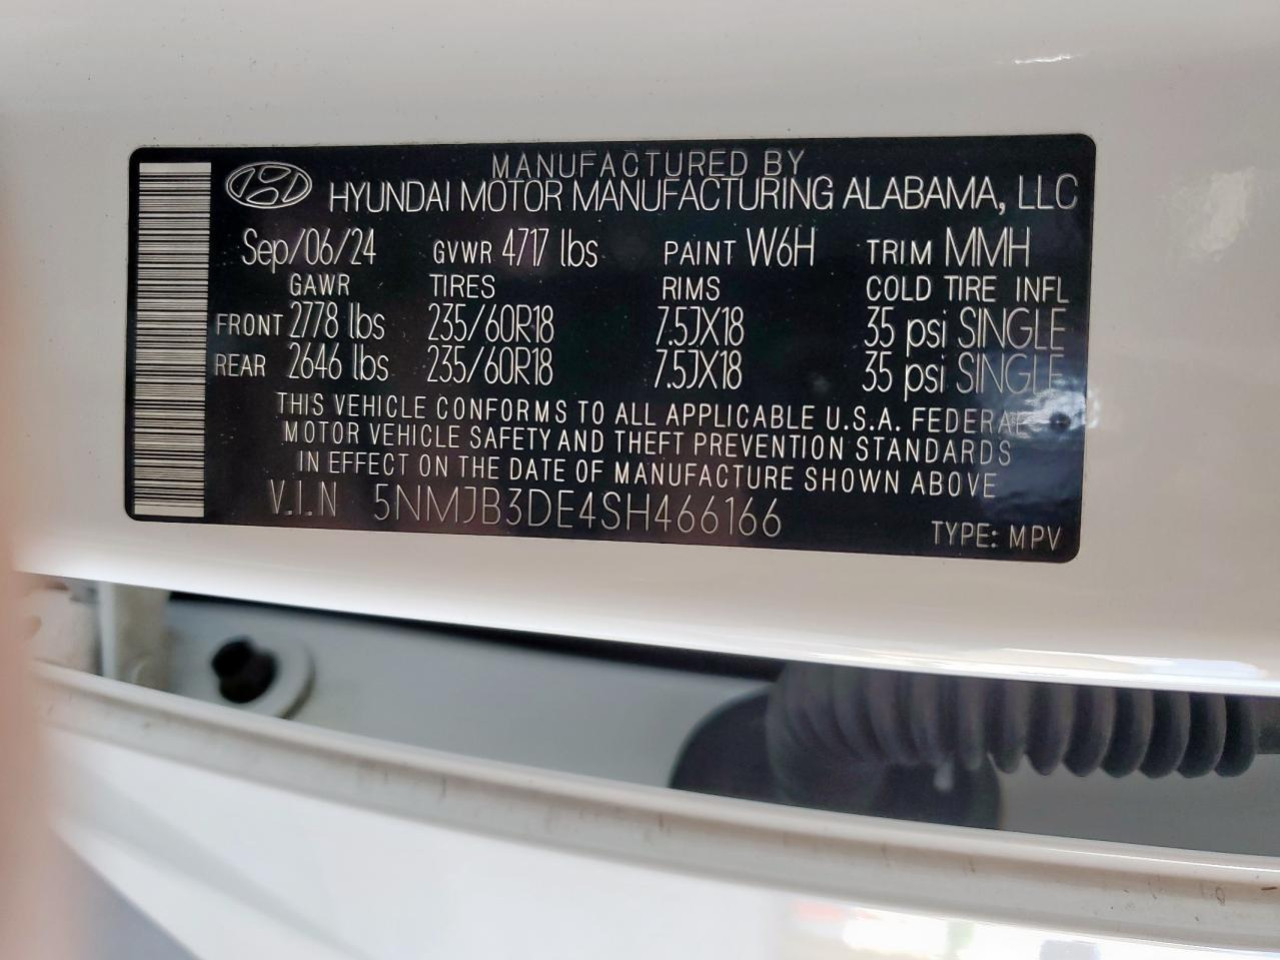 MANUFACTURED BY
HYUNDAI MOTOR MANUFACTURING ALABAMA, LLC
Sep/06/24 GVWR 4717 lbs PAINT W6H TRIM MMH
GAWR TIRES RIMS COLD TIRE INFL
FRONT 2778 lbs 235/60R18 7.5JX18 35 psi SINGLE
REAR 2646 lbs 235/60R18 7.5JX18 35 psi SINGLE
THIS VEHICLE CONFORMS TO ALL APPLICABLE U.S.A. FEDERAL
MOTOR VEHICLE SAFETY AND THEFT PREVENTION STANDARDS
IN EFFECT ON THE DATE OF MANUFACTURE SHOWN ABOVE
V.I.N 5NMJB3DE4SH466166
TYPE: MPV